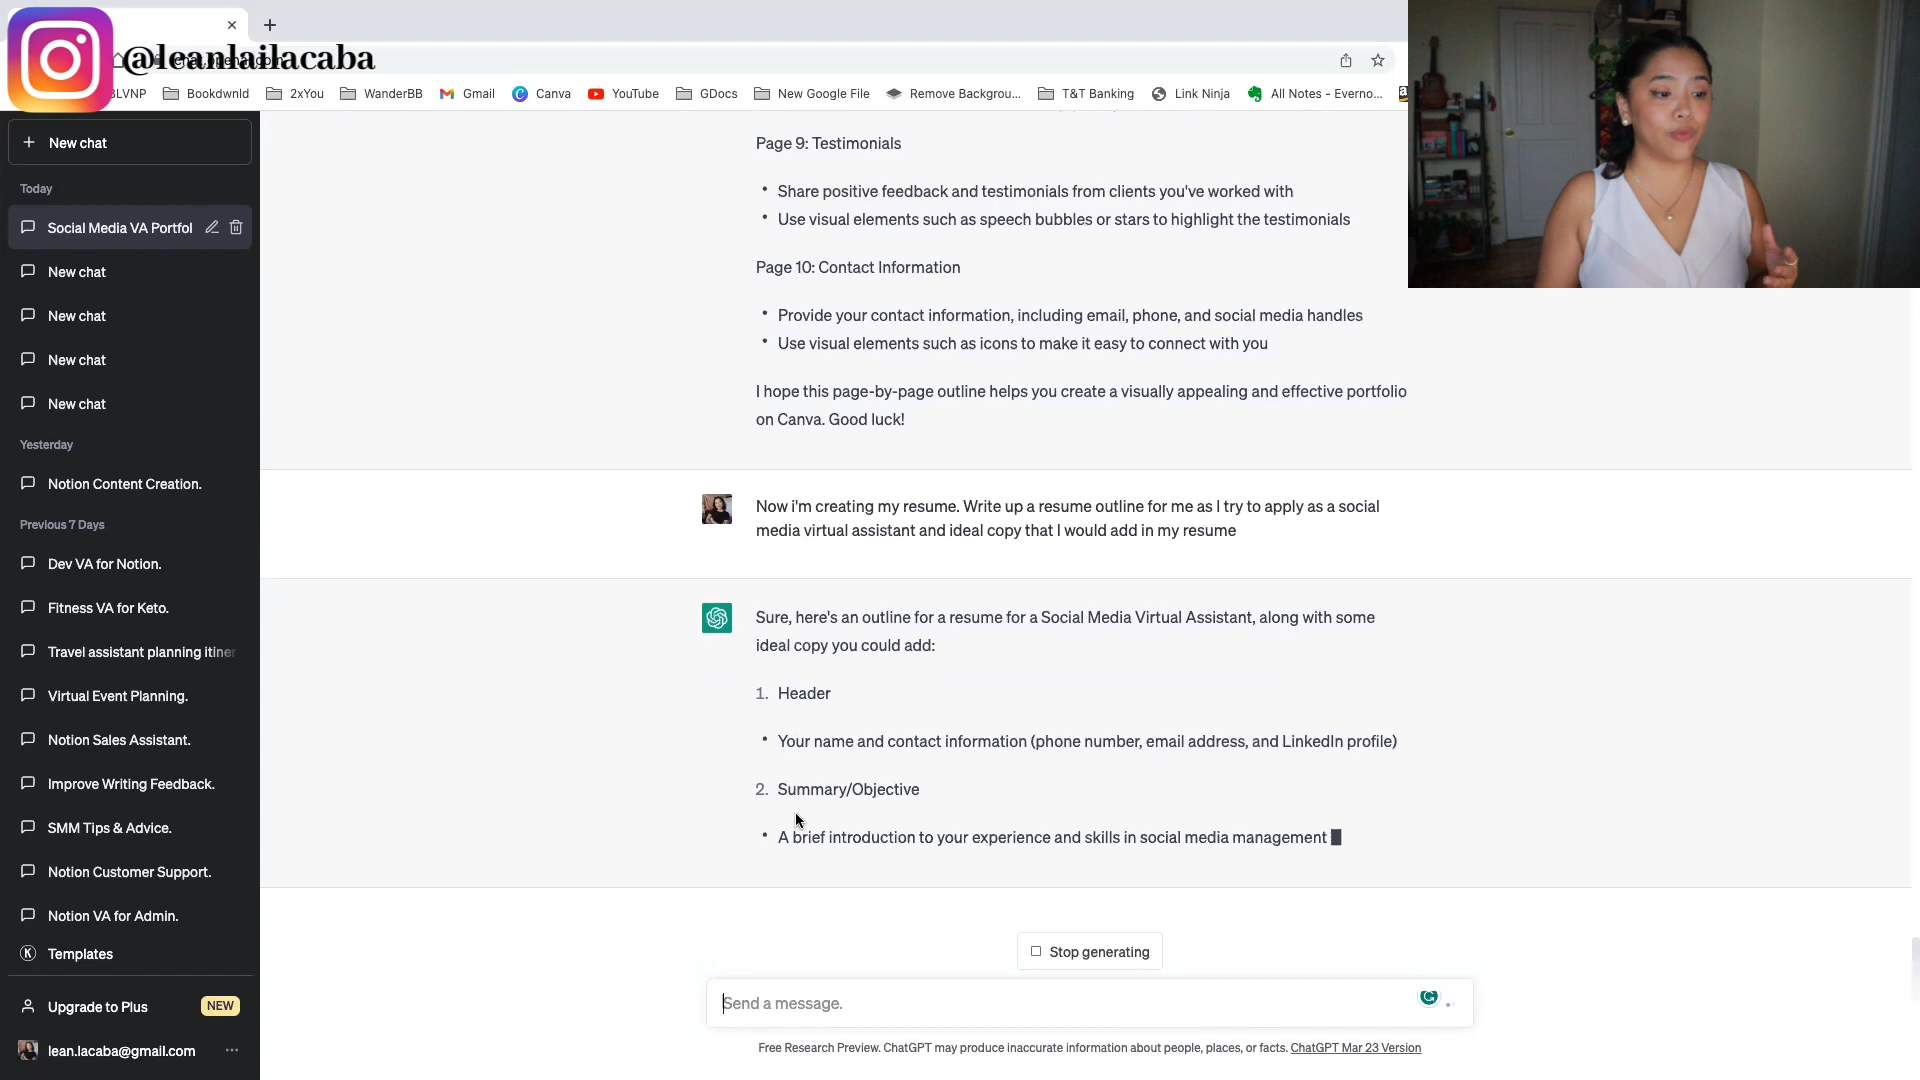 @leanlailacaba
BLVNP
Bookdwnld
2xYou
WanderBB
Gmail
Canva
YouTube
GDocs
New Google File
Remove Backgrou...
T&T Banking
Link Ninja
All Notes - Everno...
New chat
Today
Social Media VA Portfol
New chat
New chat
New chat
New chat
Yesterday
Notion Content Creation.
Previous 7 Days
Dev VA for Notion.
Fitness VA for Keto.
Travel assistant planning itiner
Virtual Event Planning.
Notion Sales Assistant.
Improve Writing Feedback.
SMM Tips & Advice.
Notion Customer Support.
Notion VA for Admin.
Templates
Upgrade to Plus NEW
lean.lacaba@gmail.com ...
Page 9: Testimonials
• Share positive feedback and testimonials from clients you've worked with
• Use visual elements such as speech bubbles or stars to highlight the testimonials
Page 10: Contact Information
• Provide your contact information, including email, phone, and social media handles
• Use visual elements such as icons to make it easy to connect with you
I hope this page-by-page outline helps you create a visually appealing and effective portfolio
on Canva. Good luck!
Now i'm creating my resume. Write up a resume outline for me as I try to apply as a social
media virtual assistant and ideal copy that I would add in my resume
Sure, here's an outline for a resume for a Social Media Virtual Assistant, along with some
ideal copy you could add:
1. Header
• Your name and contact information (phone number, email address, and LinkedIn profile)
2. Summary/Objective
• A brief introduction to your experience and skills in social media management
Stop generating
Send a message.
Free Research Preview. ChatGPT may produce inaccurate information about people, places, or facts. ChatGPT Mar 23 Version